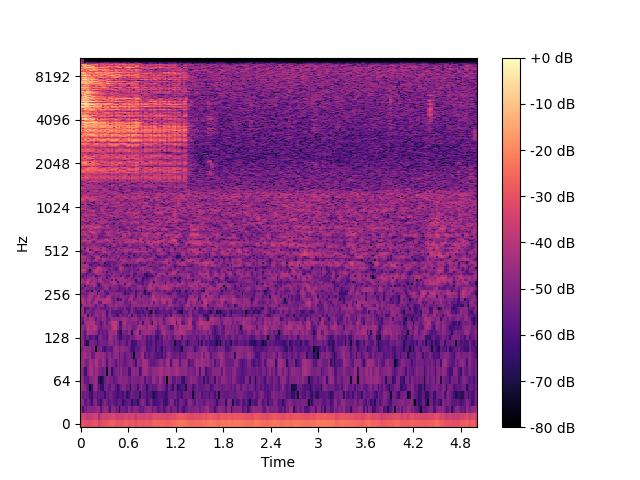 8192
4096
2048
1024
512
256
128
64
0
Hz
0 0.6 1.2 1.8 2.4 3 3.6 4.2 4.8
Time
+0 dB
-10 dB
-20 dB
-30 dB
-40 dB
-50 dB
-60 dB
-70 dB
-80 dB